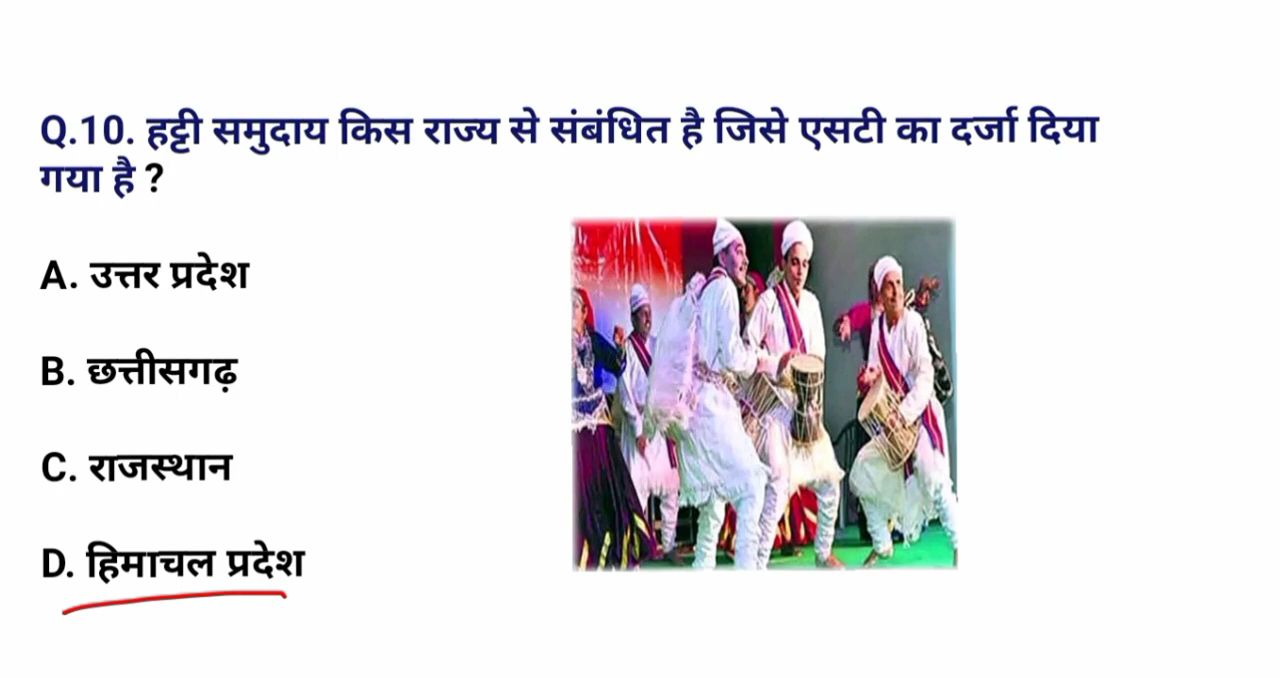 Q.10. हट्टी समुदाय किस राज्य से संबंधित है जिसे एसटी का दर्जा दिया
गया है ?
A. उत्तर प्रदेश
B. छत्तीसगढ़
C. राजस्थान
D. हिमाचल प्रदेश